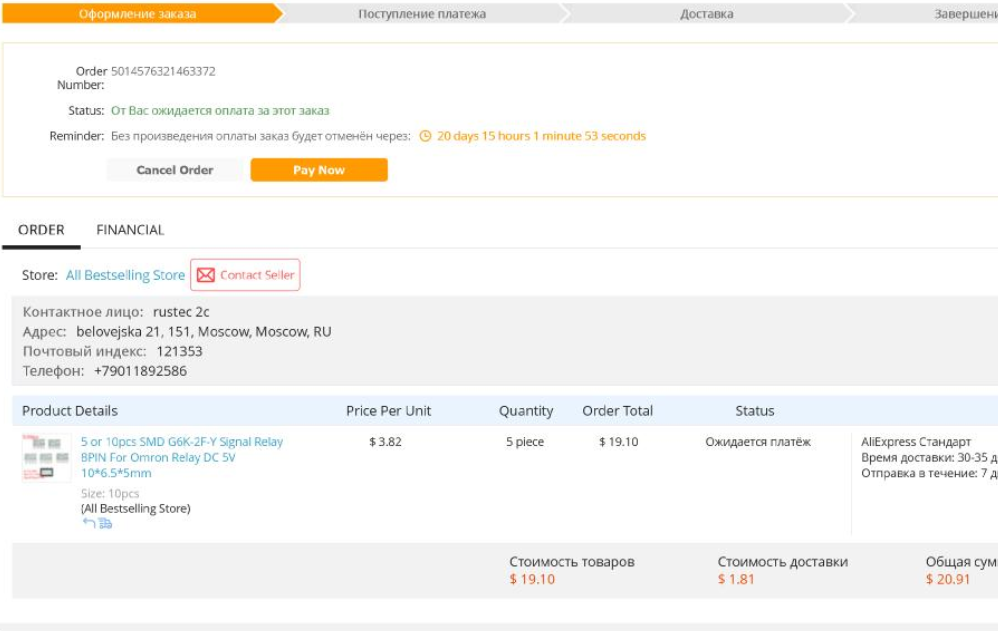 Оформление заказа
Поступление платежа
Доставка
Завершени
Order 5014576321463372
Number:
Status: От Вас ожидается оплата за этот заказ
Reminder: Без произведения оплаты заказ будет отменён через: 20 days 15 hours 1 minute 53 seconds
Cancel Order
Pay Now
ORDER
FINANCIAL
Store: All Bestselling Store
Contact Seller
Контактное лицо: rustec 2c
Адрес: belovejska 21, 151, Moscow, Moscow, RU
Почтовый индекс: 121353
Телефон: +79011892586
Product Details
Price Per Unit
Quantity
Order Total
Status
5 or 10pcs SMD G6K-2F-Y Signal Relay
8PIN For Omron Relay DC 5V
10*6.5*5mm
Size: 10pcs
(All Bestselling Store)
$ 3.82
5 piece
$ 19.10
Ожидается платёж
AliExpress Стандарт
Время доставки: 30-35 д
Отправка в течение: 7 д
Стоимость товаров
$ 19.10
Стоимость доставки
$ 1.81
Общая сум
$ 20.91